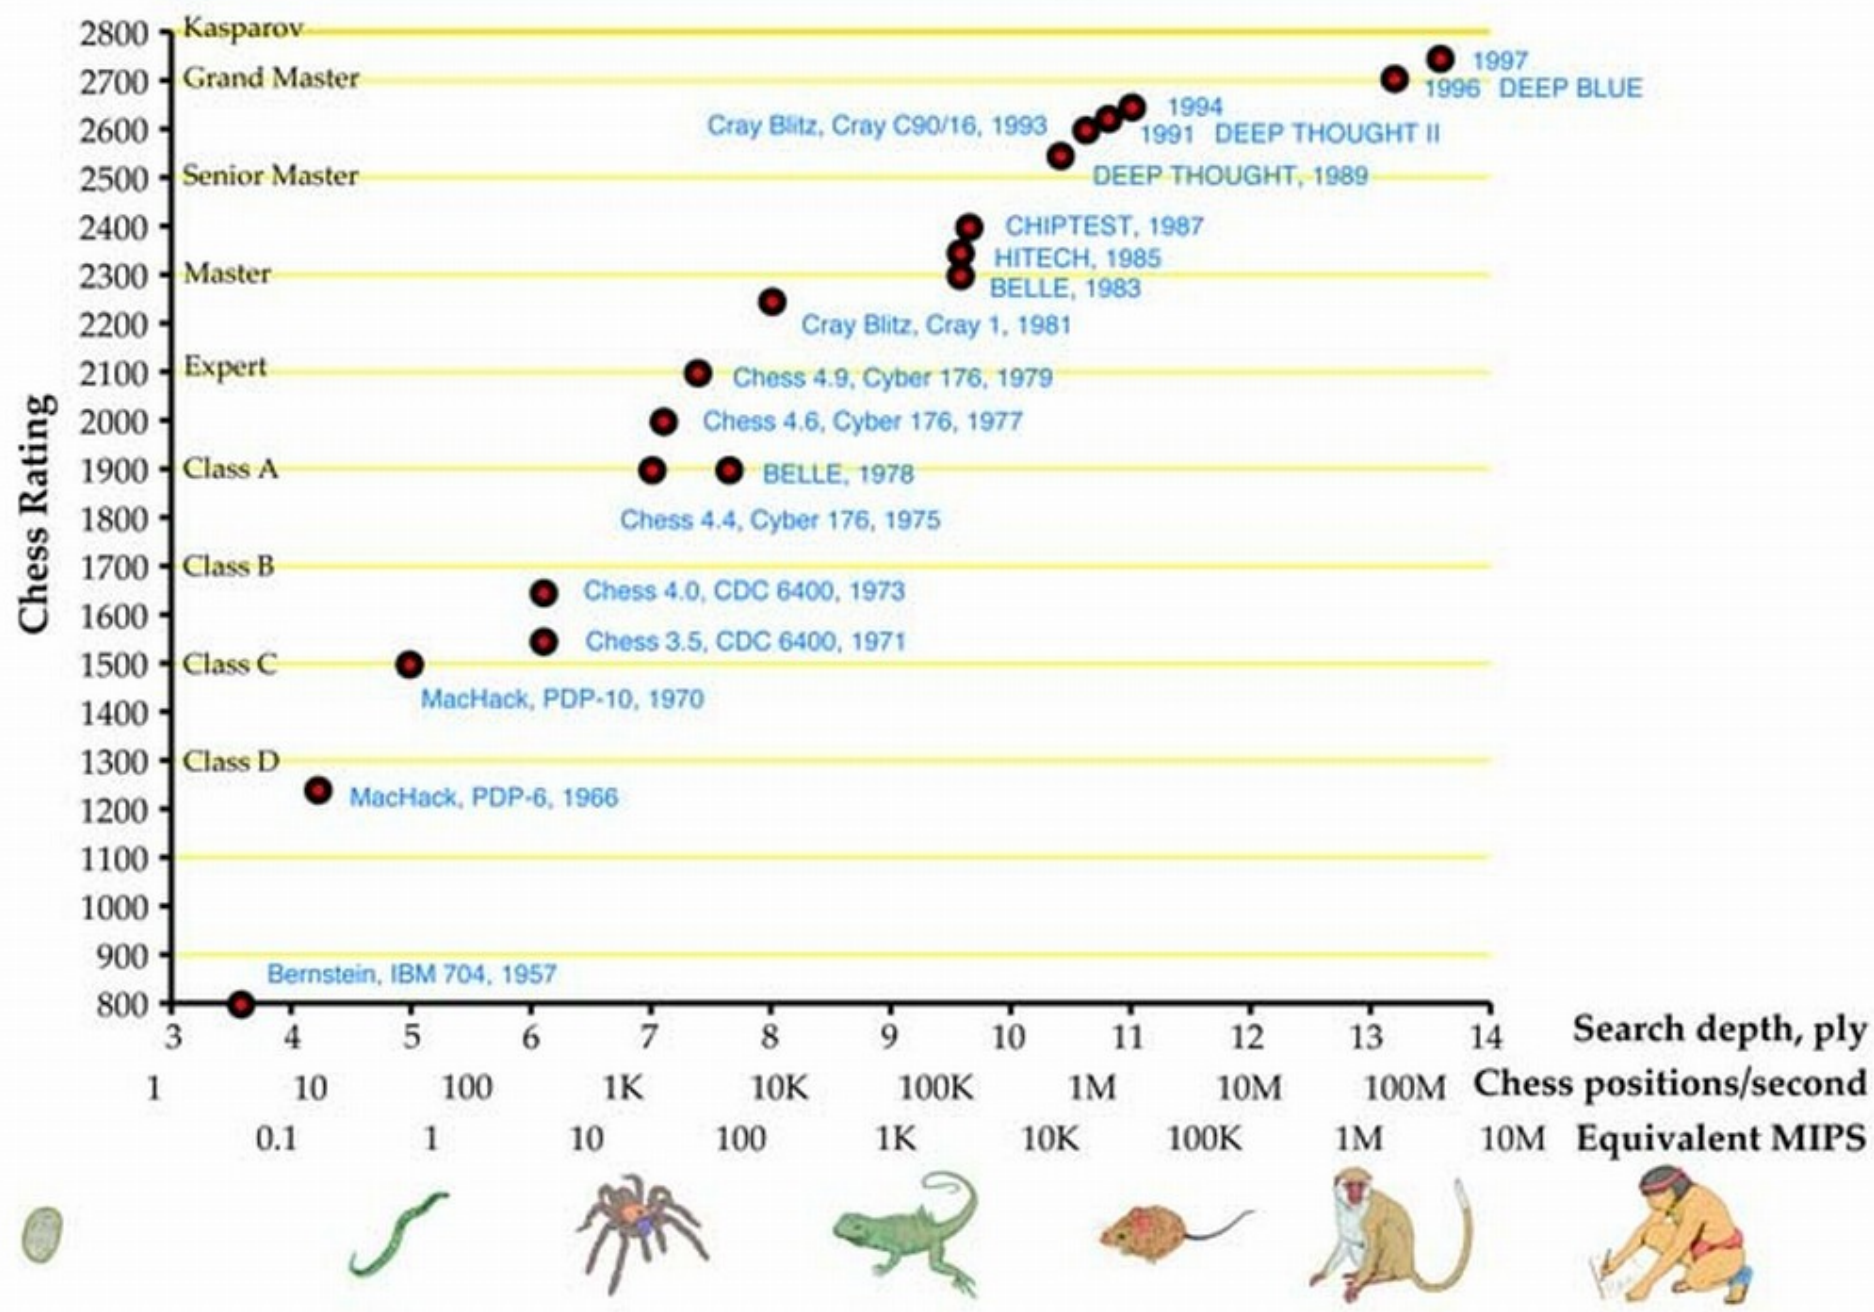 2800 Kasparov
1997
2700 Grand Master
1996 DEEP BLUE
1994
Cray Blitz, Cray C90/16, 1993
2600
1991 DEEP THOUGHT II
2500 Senior Master
DEEP THOUGHT, 1989
2400
CHIPTEST, 1987
HITECH, 1985
2300 Master
BELLE, 1983
2200
Cray Blitz, Cray 1, 1981
2100 Expert
Chess 4.9, Cyber 176, 1979
2000
Chess 4.6, Cyber 176, 1977
1900 Class A
BELLE, 1978
1800
Chess 4.4, Cyber 176, 1975
1700 Class B
Chess 4.0, CDC 6400, 1973
1600
Chess 3.5, CDC 6400, 1971
1500 Class C
MacHack, PDP-10, 1970
1400
1300 Class D
1200
MacHack, PDP-6, 1966
1100
1000
900
Bernstein, IBM 704, 1957
800
Chess Rating
3 4 5 6 7 8 9 10 11 12 13 14 Search depth, ply
1 10 100 1K 10K 100K 1M 10M 100M Chess positions/second
0.1 1 10 100 1K 10K 100K 1M 10M Equivalent MIPS